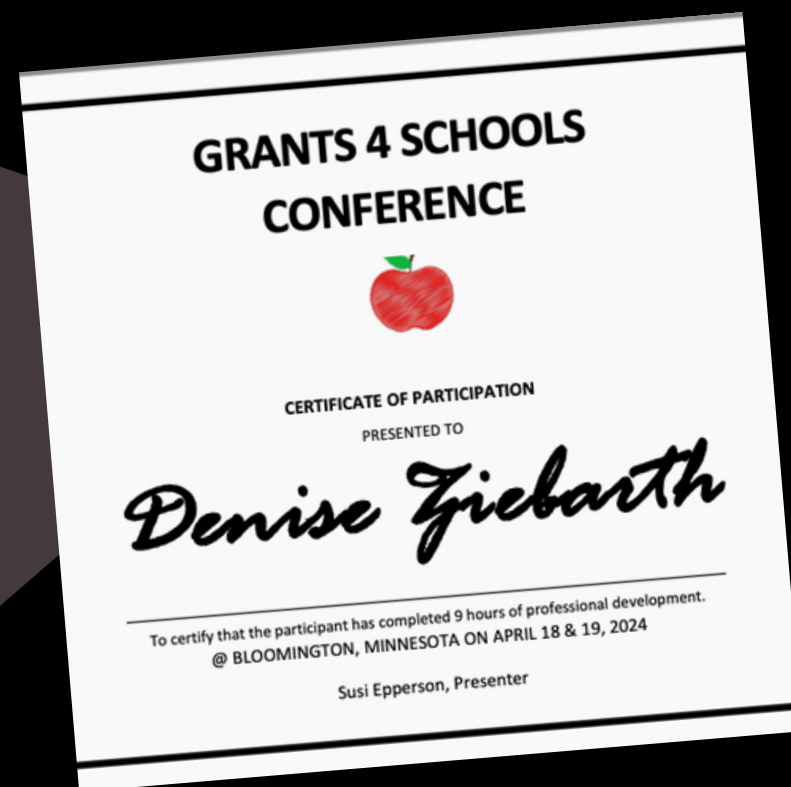 GRANTS 4 SCHOOLS
CONFERENCE
CERTIFICATE OF PARTICIPATION
PRESENTED TO
Denise Ziebarth
To certify that the participant has completed 9 hours of professional development.
@ BLOOMINGTON, MINNESOTA ON APRIL 18 & 19, 2024
Susi Epperson, Presenter